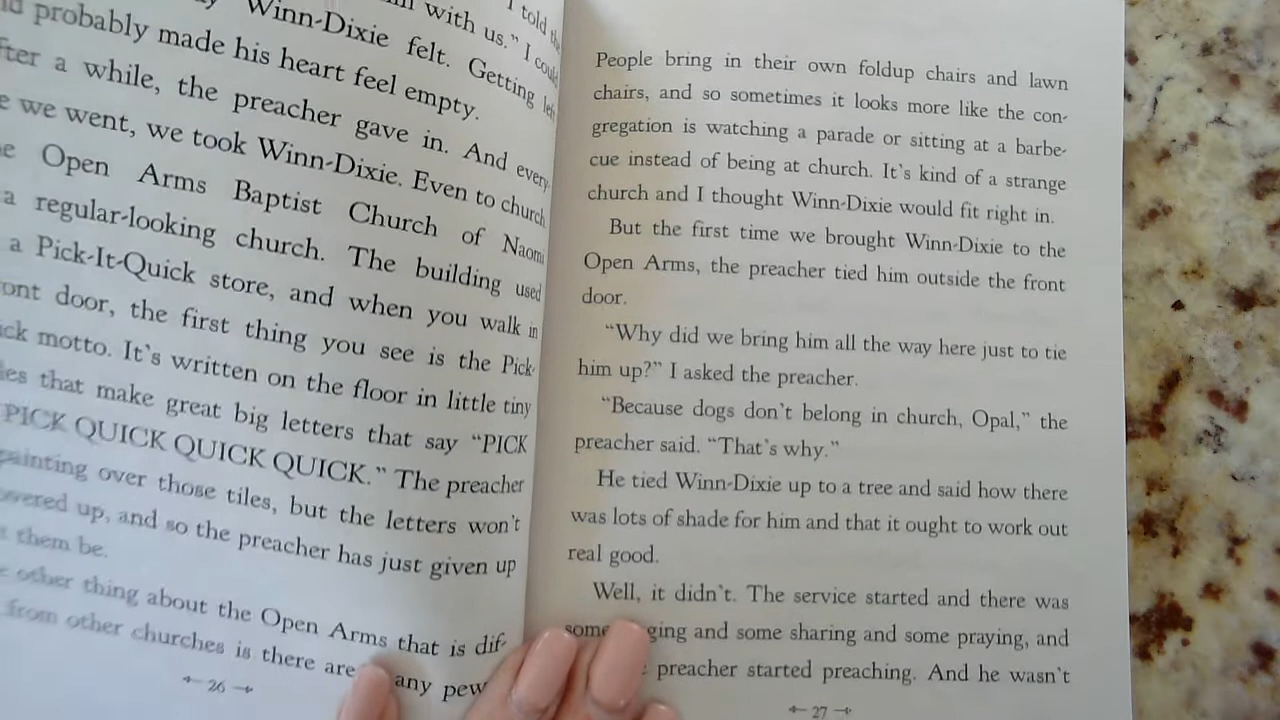 I told the
with us." I could
Winn-Dixie felt. Getting left
probably made his heart feel empty.
fter a while, the preacher gave in. And every-
e we went, we took Winn-Dixie. Even to church
Open Arms Baptist Church of Naomi
a regular-looking church. The building used
a Pick-It-Quick store, and when you walk in
ont door, the first thing you see is the Pick-
ick motto. It's written on the floor in little tiny
les that make great big letters that say "PICK
PICK QUICK QUICK QUICK." The preacher
painting over those tiles, but the letters won't
overed up, and so the preacher has just given up
them be.
other thing about the Open Arms that is dif-
from other churches is there are any pew
26
People bring in their own foldup chairs and lawn
chairs, and so sometimes it looks more like the con-
gregation is watching a parade or sitting at a barbe-
cue instead of being at church. It's kind of a strange
church and I thought Winn-Dixie would fit right in.
But the first time we brought Winn-Dixie to the
Open Arms, the preacher tied him outside the front
door.
"Why did we bring him all the way here just to tie
him up?" I asked the preacher.
"Because dogs don't belong in church, Opal," the
preacher said. "That's why."
He tied Winn-Dixie up to a tree and said how there
was lots of shade for him and that it ought to work out
real good.
Well, it didn't. The service started and there was
some ging and some sharing and some praying, and
preacher started preaching. And he wasn't
27